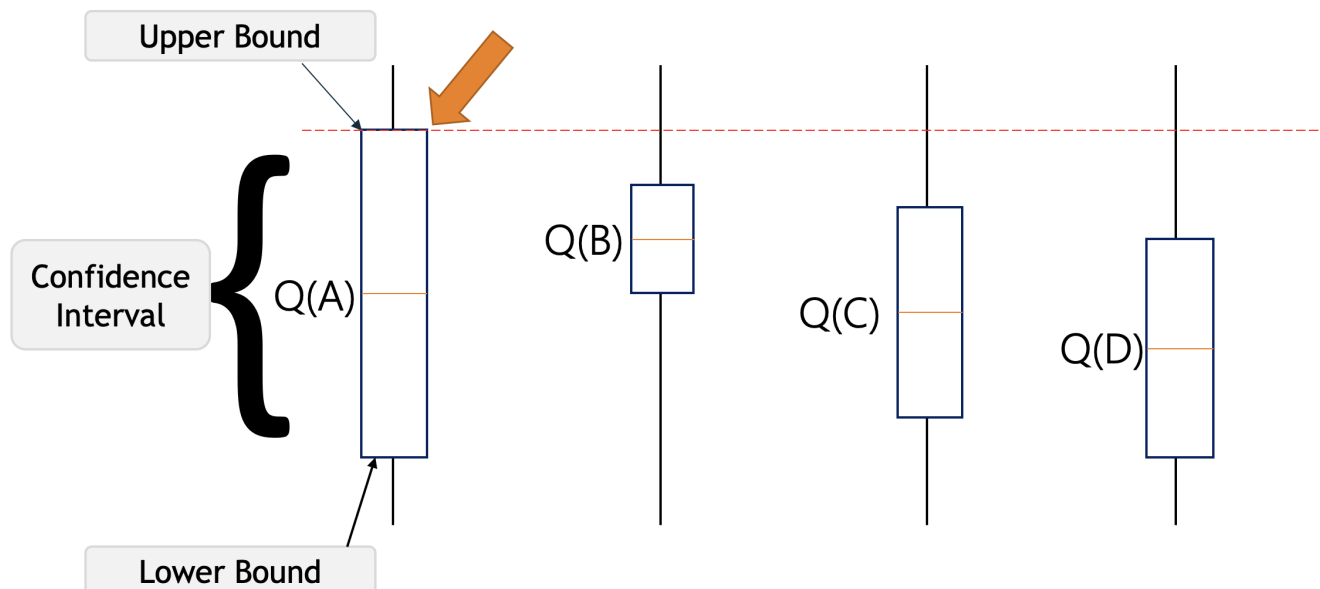 Upper Bound
Q(B)
Confidence
Interval
Q(A)
Q(C)
Q(D)
Lower Bound